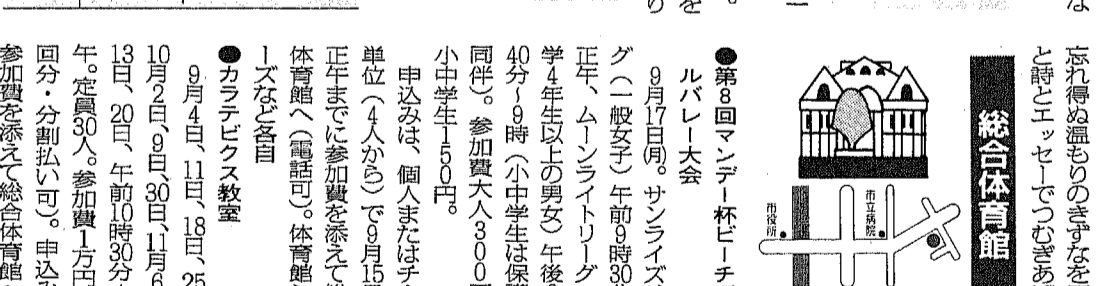 な
忘れ得ぬ温もりのきずなを
と詩とエッセーでつむぎあ
総合体育館
市立病院
市役所
。
を
り
●第8回マンデー杯ビーチ
ルバレー大会
9月17日(月)。サンライズ
グ(一般女子)午前9時30
正午、ムーンライトリーグ
学4年生以上の男女)午後
40分〜9時(小中学生は保
同伴)。参加費大人300
小中学生150円。
申込みは、個人またはチ
単位(4人から)で9月15
正午までに参加費を添えて
体育館へ(電話可)。体育館
ーズなど各自
●カラテビクス教室
9月4日、11日、18日、25
10月2日、9日、30日、11月6
13日、20日、午前10時30分
午。定員30人。参加費1万円
回分・分割払い可)。申込み
参加費を添えて総合体育館